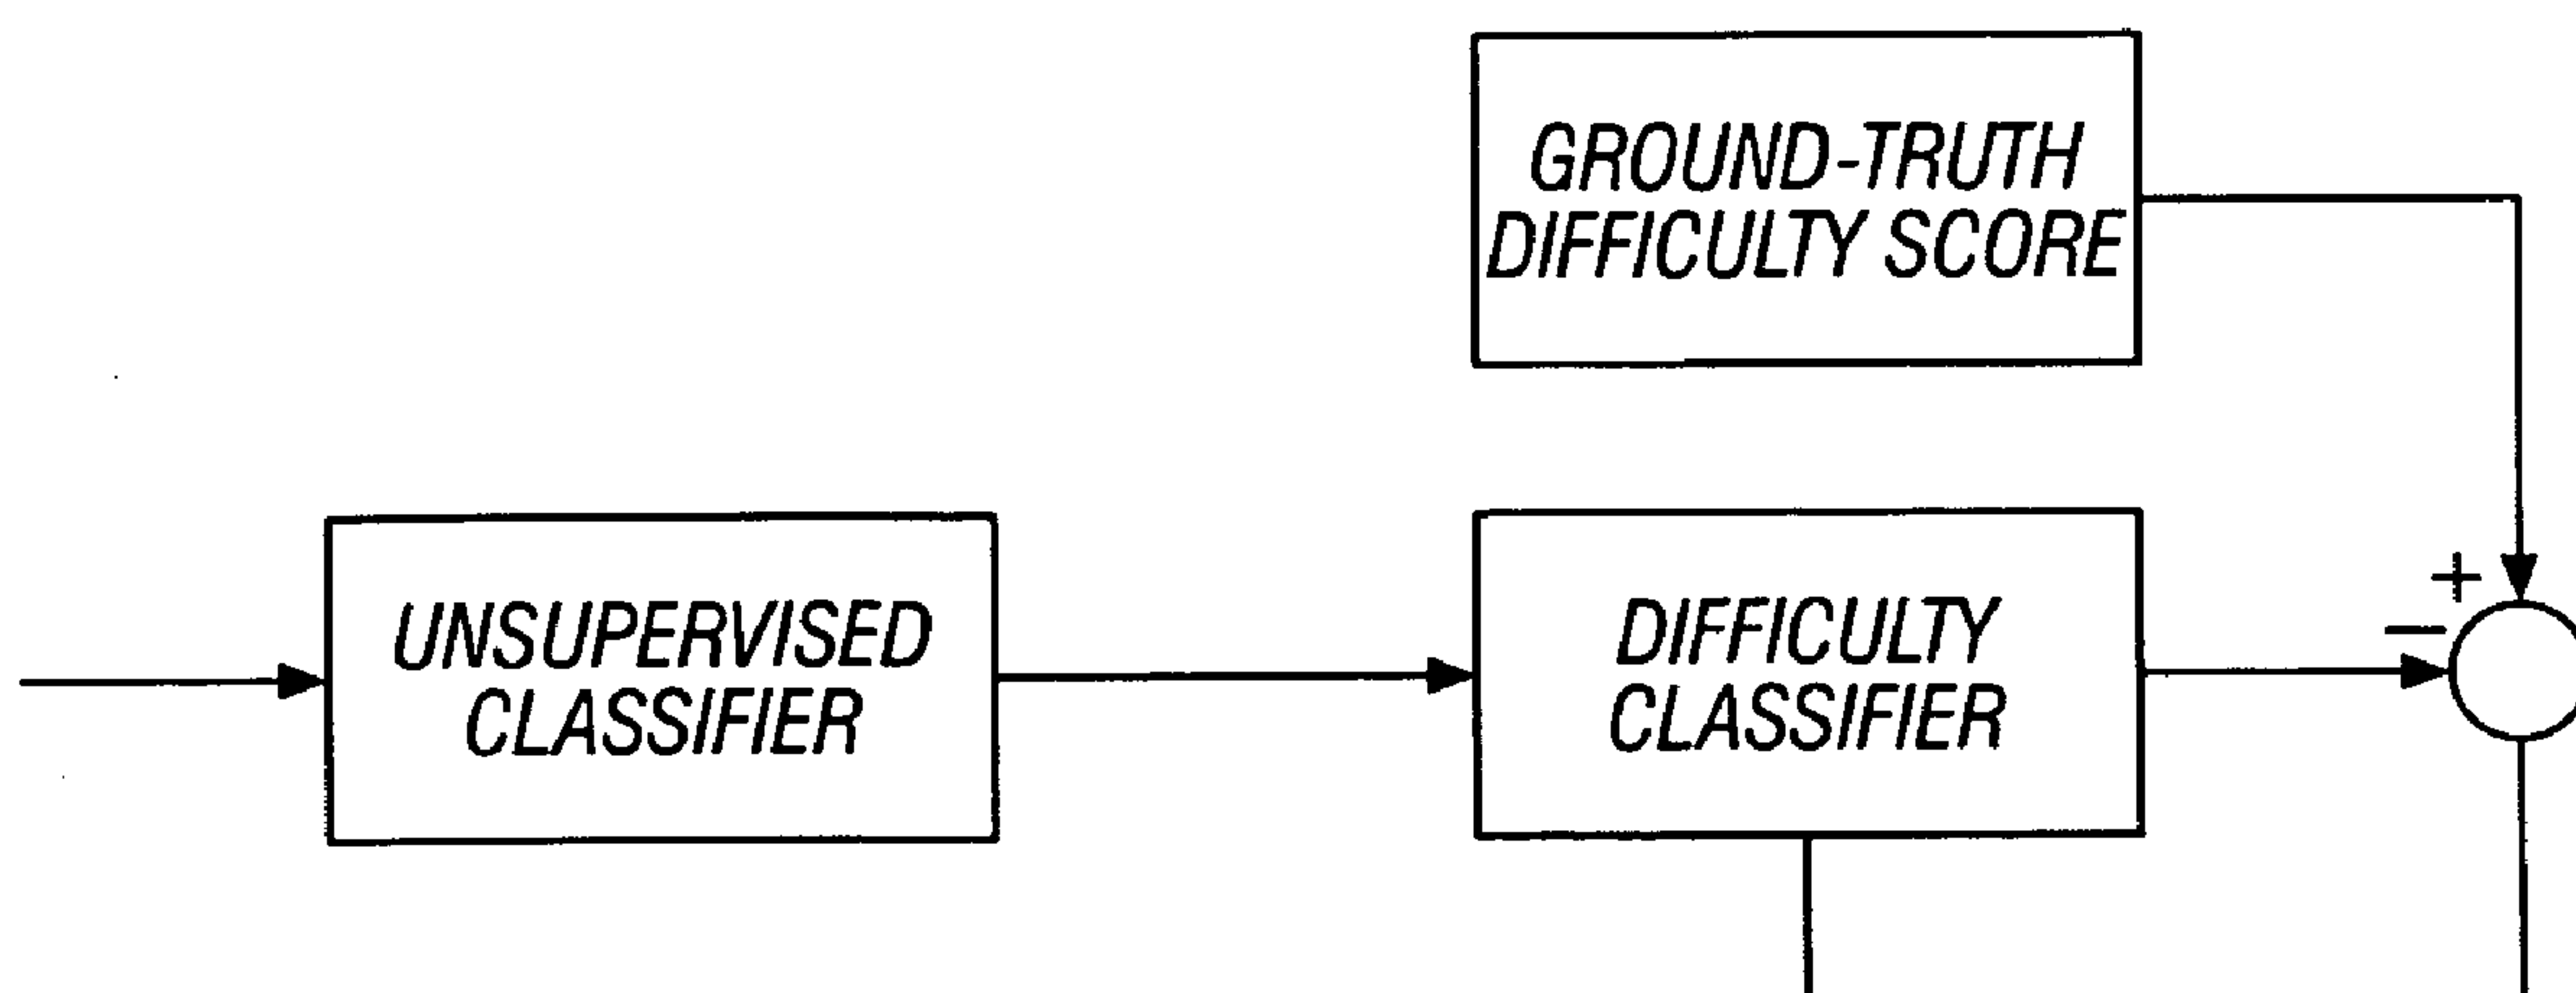 GROUND-TRUTH
DIFFICULTY SCORE
UNSUPERVISED
CLASSIFIER
DIFFICULTY
CLASSIFIER
+
−